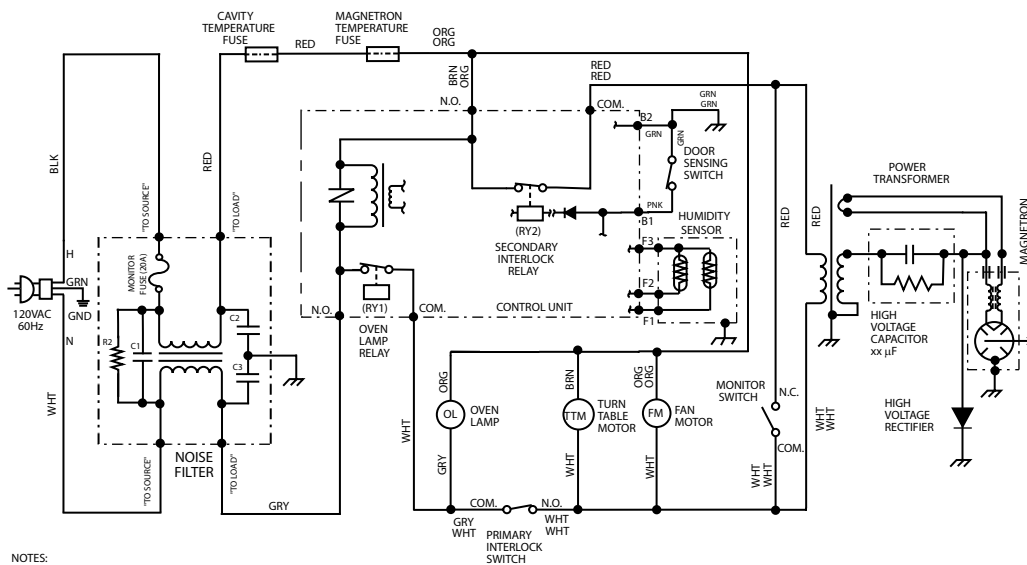 CAVITY
TEMPERATURE
FUSE
RED
MAGNETRON
TEMPERATURE
FUSE
ORG
ORG
BRN
ORG
RED
RED
N.O.
COM.
B2
GRN
GRN
GRN
GRN
DOOR
SENSING
SWITCH
PNK
B1
BLK
"TO SOURCE"
RED
"TO LOAD"
(RY2)
SECONDARY
INTERLOCK
RELAY
HUMIDITY
SENSOR
F3
F2
F1
POWER
TRANSFORMER
RED
RED
MAGNETRON
H
GRN
GND
120VAC
60Hz
N
MONITOR
FUSE (20A)
R2
C1
C2
C3
N.O.
(RY1)
COM.
CONTROL UNIT
OVEN
LAMP
RELAY
HIGH
VOLTAGE
CAPACITOR
xx µF
WHT
NOISE
FILTER
"TO SOURCE"
"TO LOAD"
GRY
WHT
ORG
OL
OVEN
LAMP
GRY
BRN
TTM
TURN
TABLE
MOTOR
WHT
ORG
ORG
FM
FAN
MOTOR
WHT
MONITOR
SWITCH
N.C.
COM.
WHT
WHT
WHT
WHT
HIGH
VOLTAGE
RECTIFIER
COM.
N.O.
GRY
WHT
WHT
WHT
PRIMARY
INTERLOCK
SWITCH
NOTES: